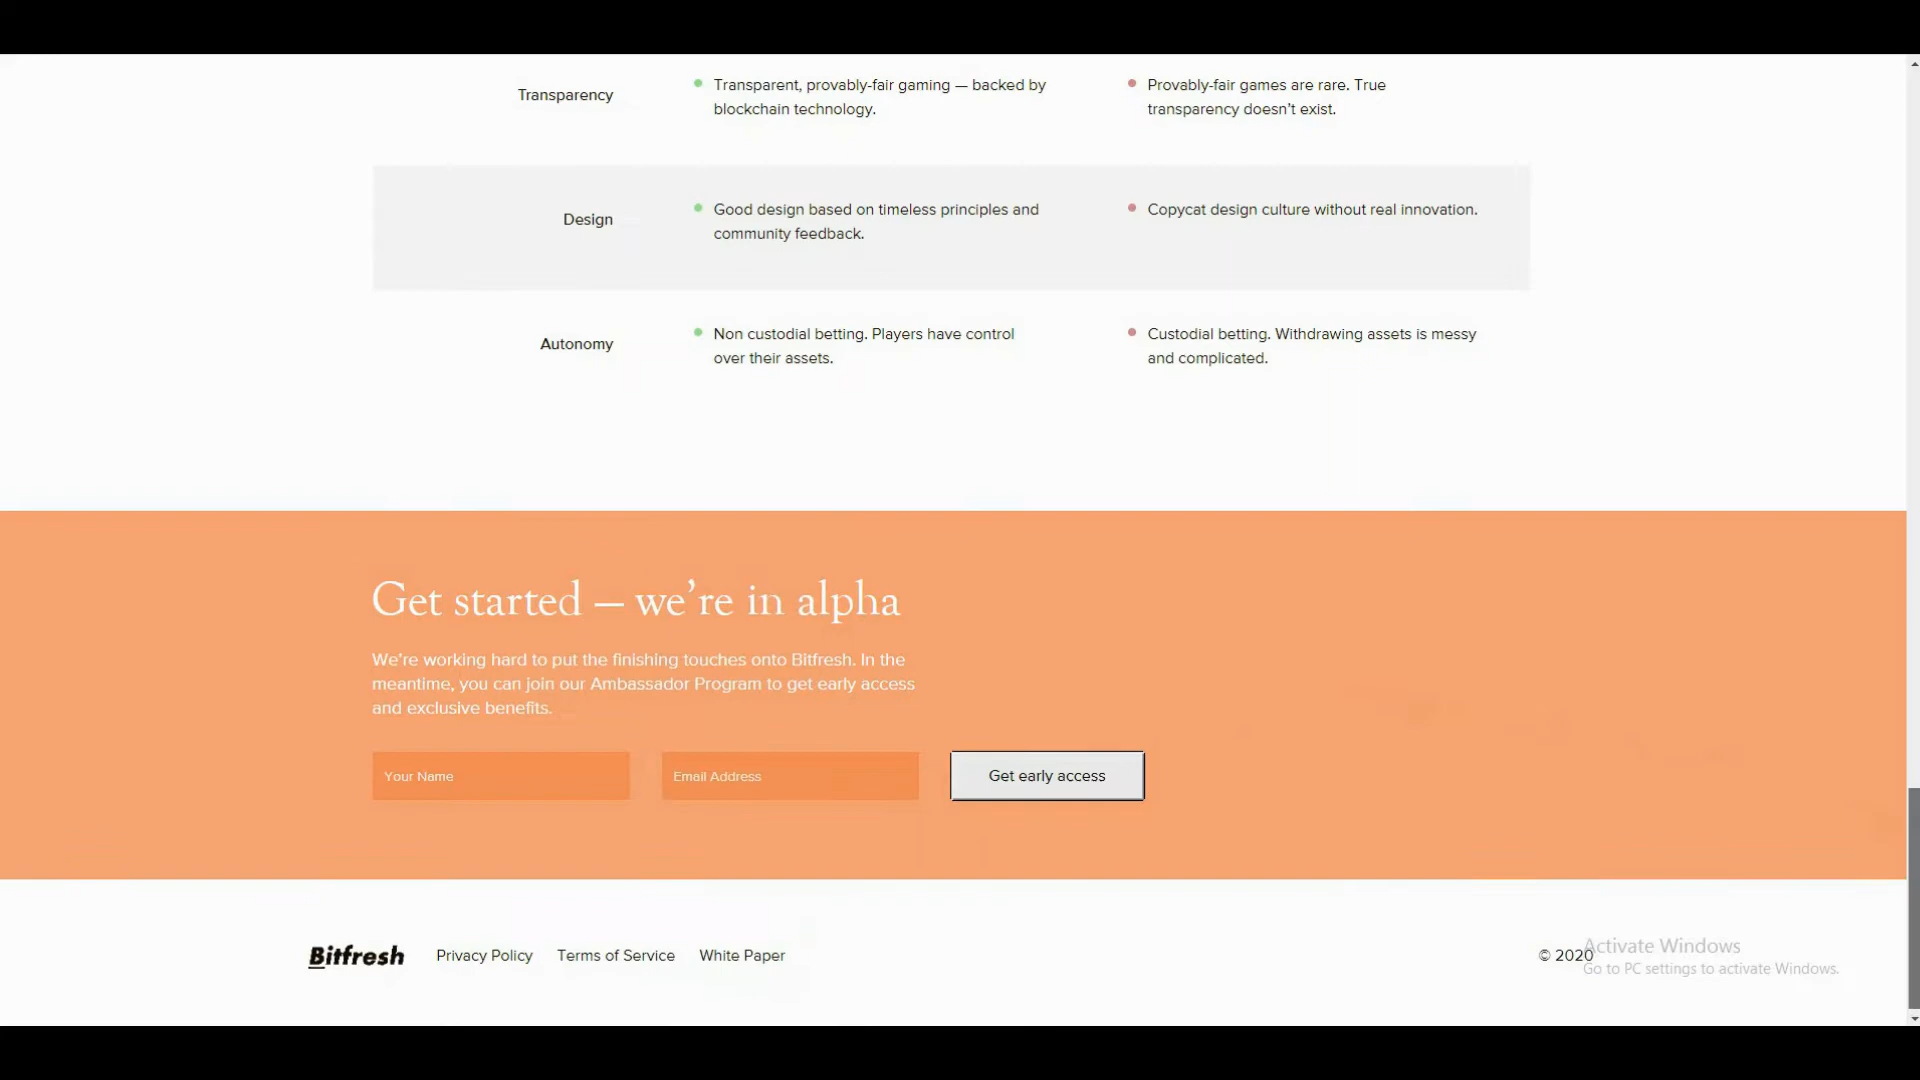 Transparency
Transparent, provably-fair gaming — backed by
blockchain technology.
Provably-fair games are rare. True
transparency doesn't exist.
Design
Good design based on timeless principles and
community feedback.
Copycat design culture without real innovation.
Autonomy
Non custodial betting. Players have control
over their assets.
Custodial betting. Withdrawing assets is messy
and complicated.
Get started — we're in alpha
We're working hard to put the finishing touches onto Bitfresh. In the
meantime, you can join our Ambassador Program to get early access
and exclusive benefits.
Your Name
Email Address
Get early access
Bitfresh
Privacy Policy
Terms of Service
White Paper
© 2020
Activate Windows
Go to PC settings to activate Windows.